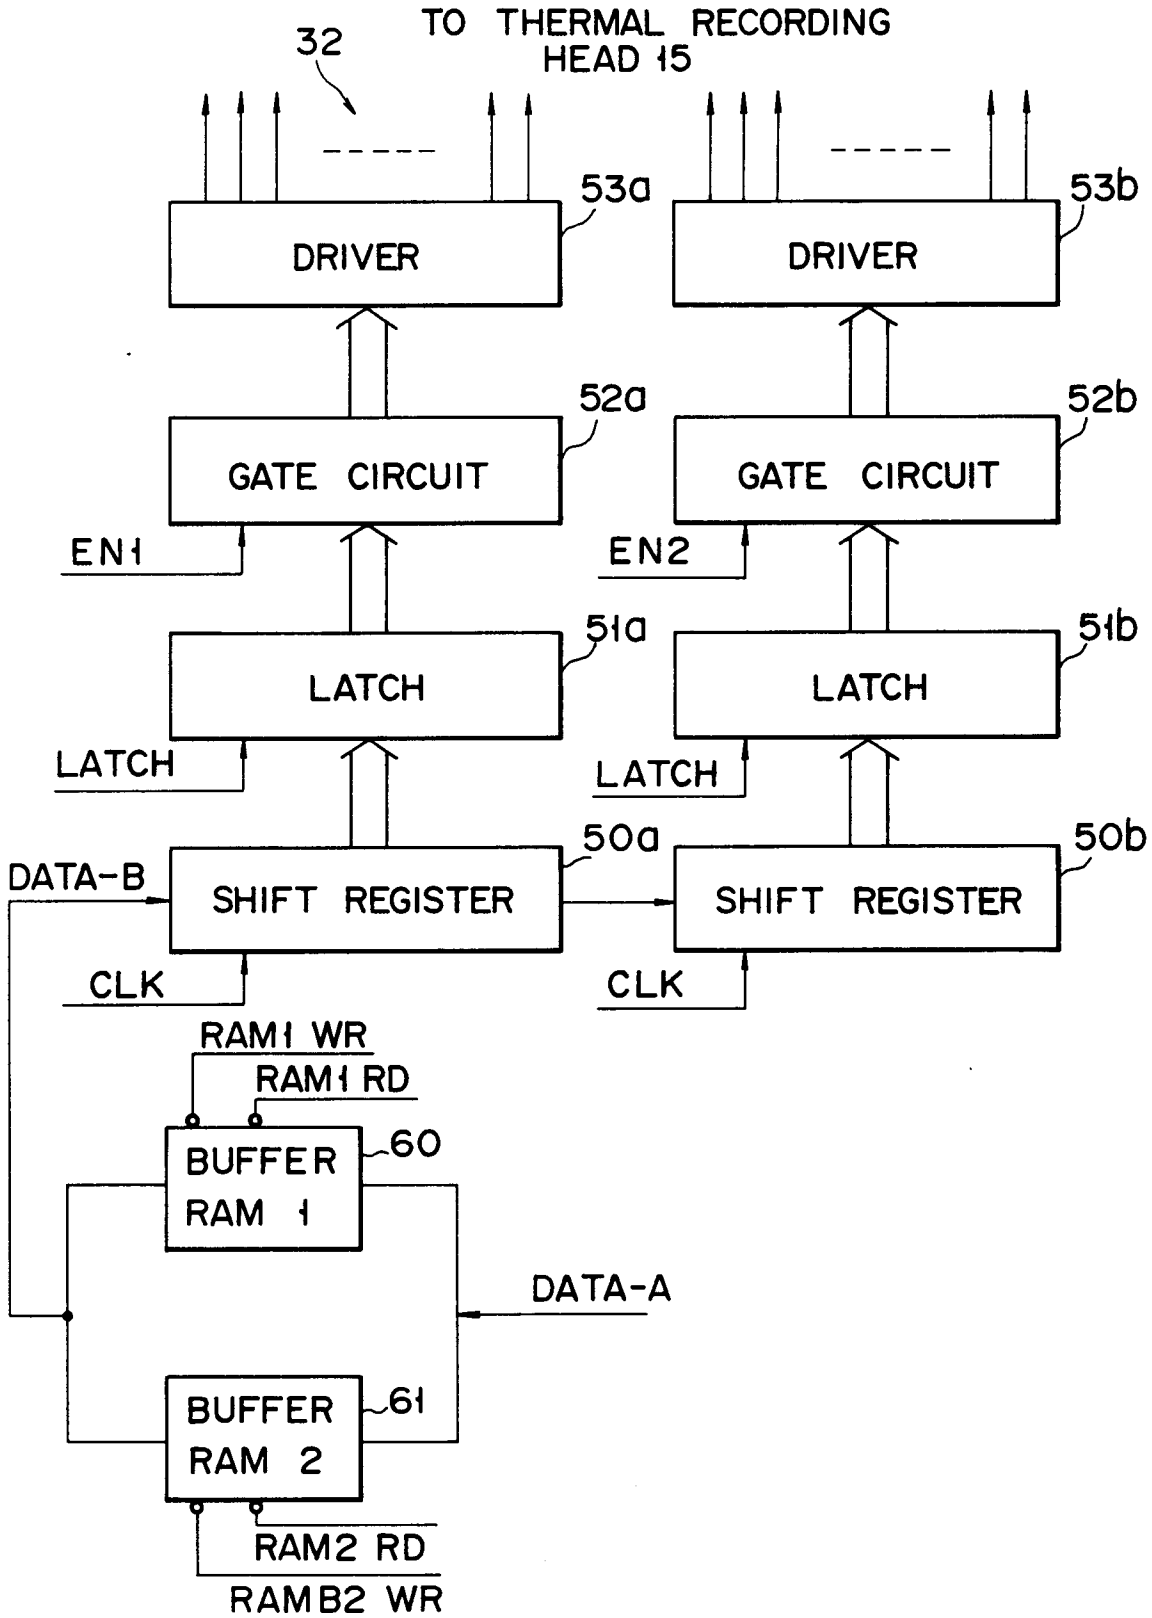 TO THERMAL RECORDING
HEAD 15
32
53a
53b
DRIVER
DRIVER
52a
52b
GATE CIRCUIT
GATE CIRCUIT
EN1
EN2
51a
51b
LATCH
LATCH
LATCH
LATCH
50a
50b
DATA-B
SHIFT REGISTER
SHIFT REGISTER
CLK
CLK
RAM1 WR
RAM1 RD
60
BUFFER
RAM 1
DATA-A
61
BUFFER
RAM 2
RAM2 RD
RAMB2 WR